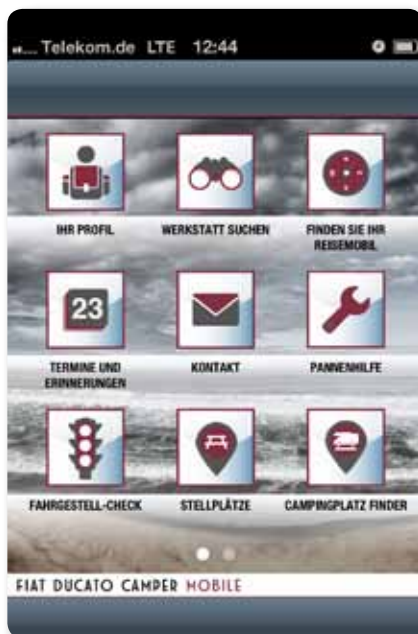 Telekom.de LTE 12:44
IHR PROFIL
WERKSTATT SUCHEN
FINDEN SIE IHR
REISEMOBIL
23
TERMINE UND
ERINNERUNGEN
KONTAKT
PANNENHILFE
FAHRGESTELL-CHECK
STELLPLÄTZE
CAMPINGPLATZ FINDER
FIAT DUCATO CAMPER MOBILE